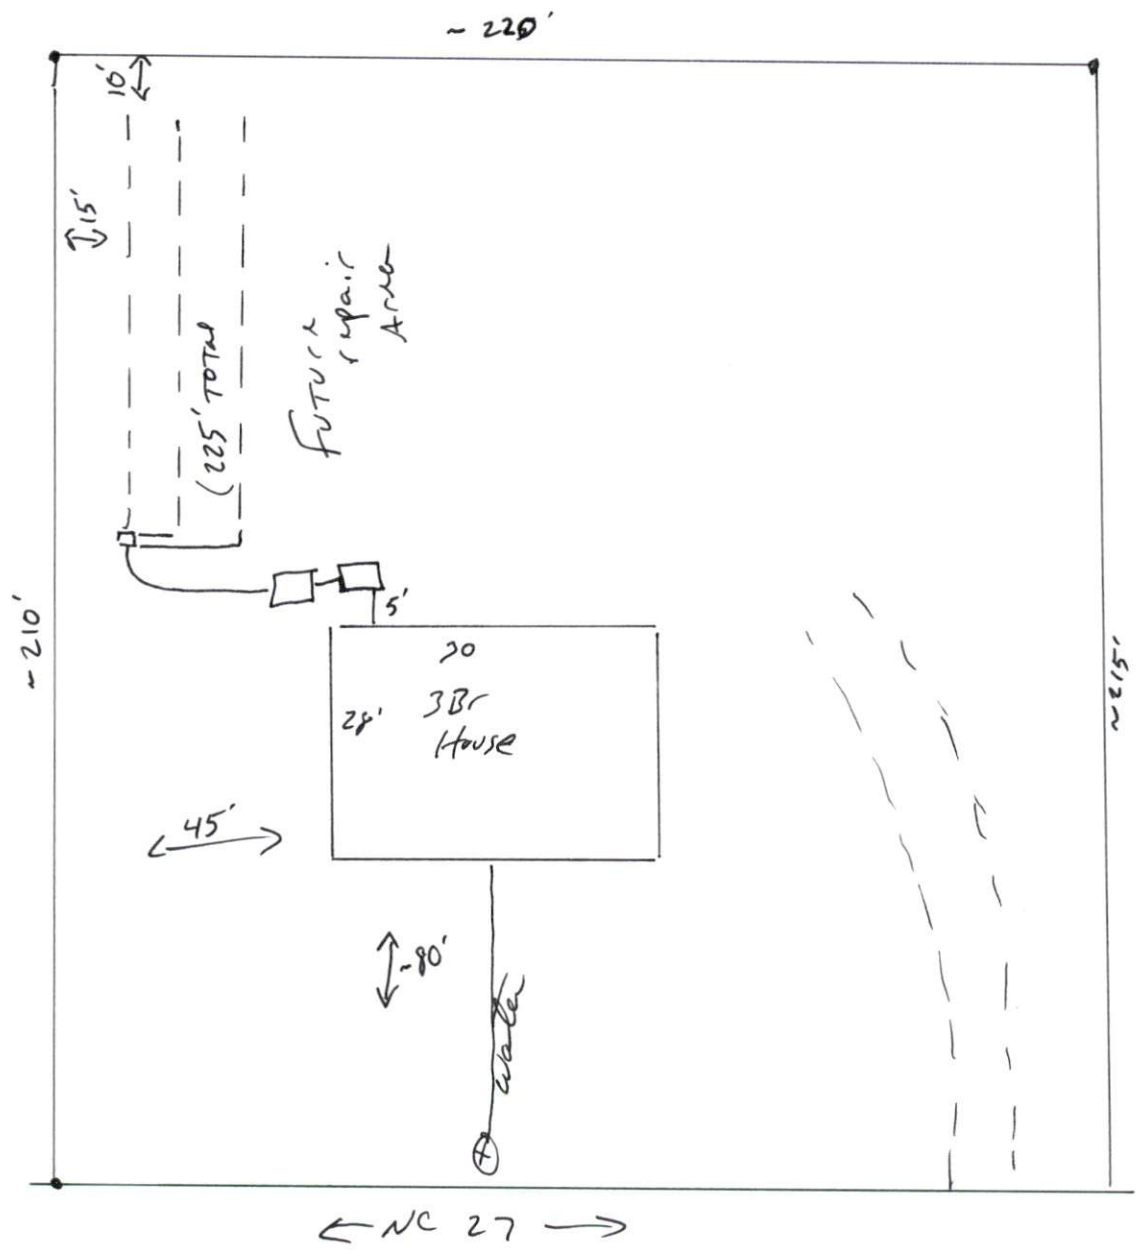 ~ 220'
10'
15'
(225' TOTAL
Future
repair
Area
5'
~ 210'
30
28'
3Br
House
~215'
45'
~80'
Water
← NC 27 →